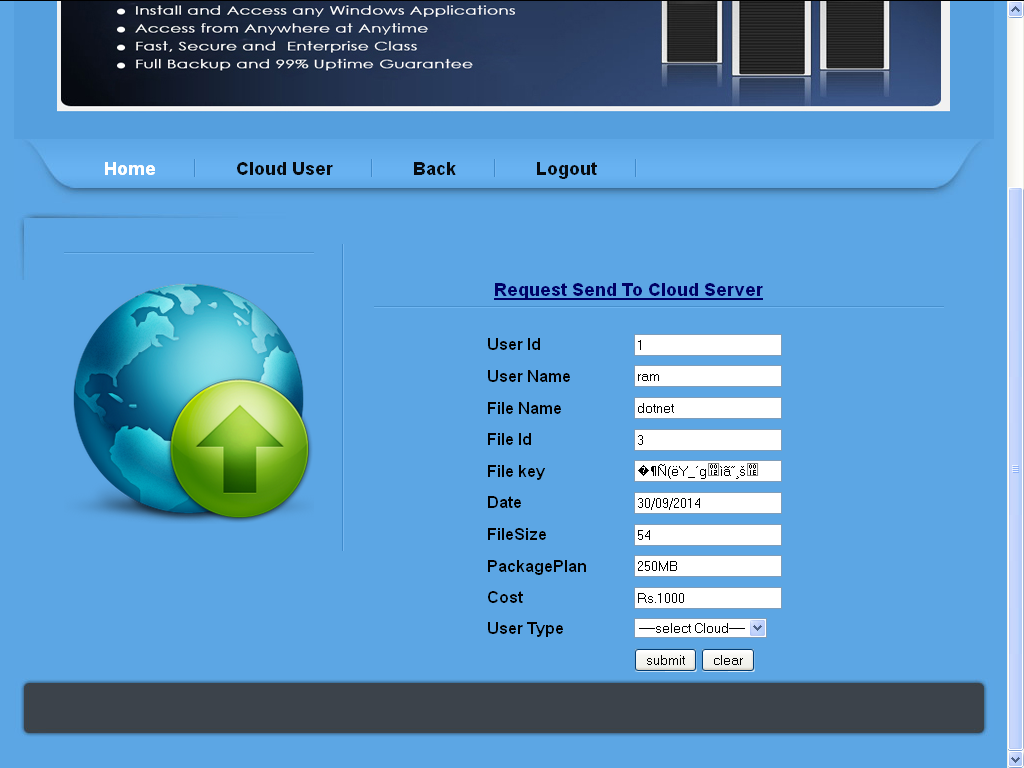 Install and Access any Windows Applications
Access from Anywhere at Anytime
Fast, Secure and Enterprise Class
Full Backup and 99% Uptime Guarantee
Home Cloud User Back Logout
Request Send To Cloud Server
User Id 1
User Name ram
File Name dotnet
File Id 3
File key
Date 30/09/2014
FileSize 54
PackagePlan 250MB
Cost Rs.1000
User Type ----select Cloud----
submit clear